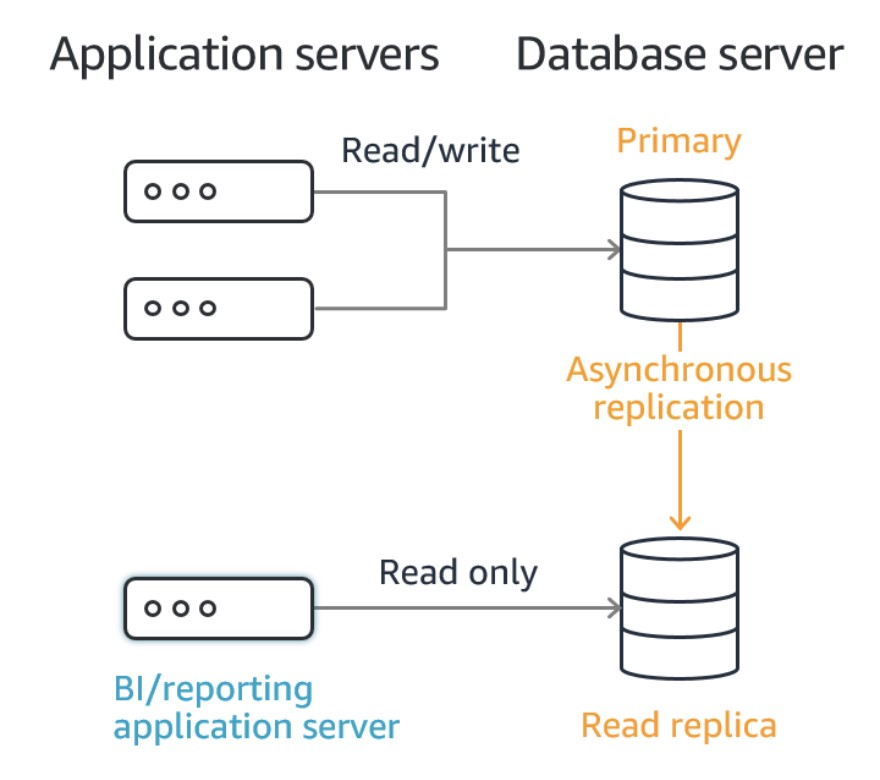 Application servers
Database server
Read/write
Primary
Asynchronous
replication
Read only
BI/reporting
application server
Read replica